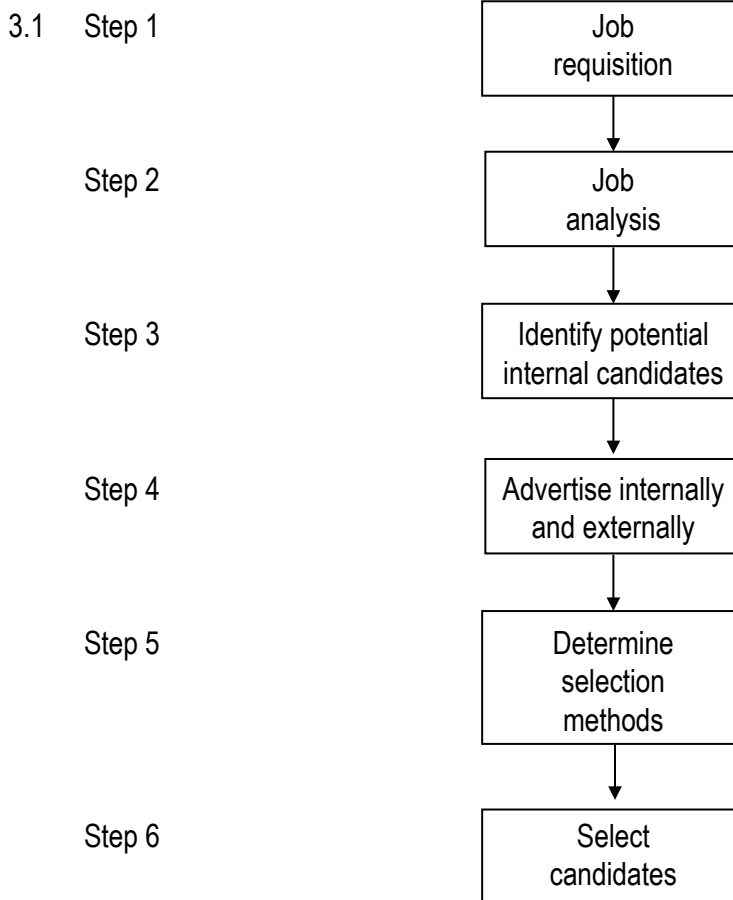 3.1 Step 1 Job
requisition
Step 2 Job
analysis
Step 3 Identify potential
internal candidates
Step 4 Advertise internally
and externally
Step 5 Determine
selection
methods
Step 6 Select
candidates